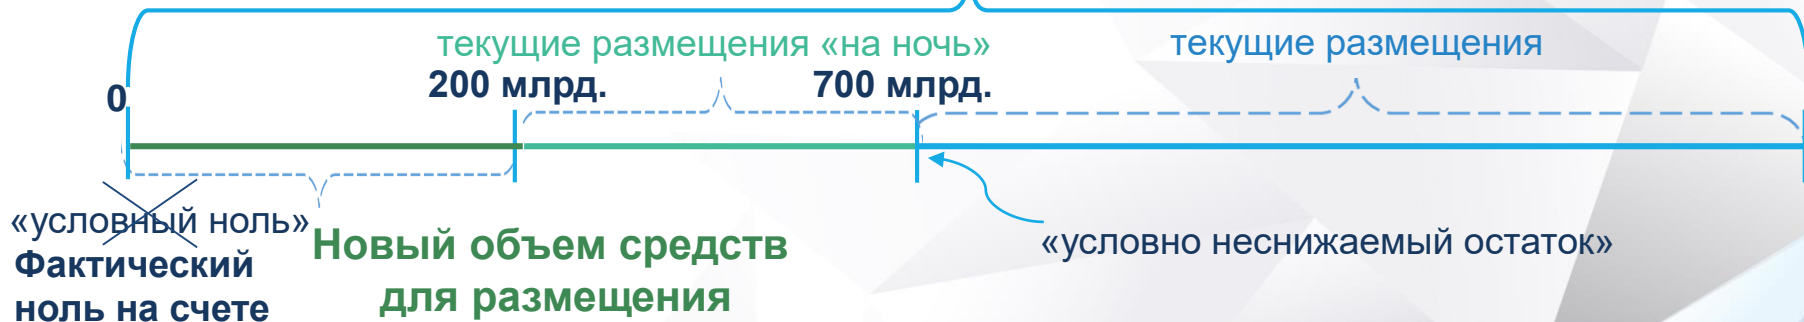 текущие размещения «на ночь»
текущие размещения
0
200 млрд.
700 млрд.
«условный ноль»
Фактический
ноль на счете
Новый объем средств
для размещения
«условно неснижаемый остаток»